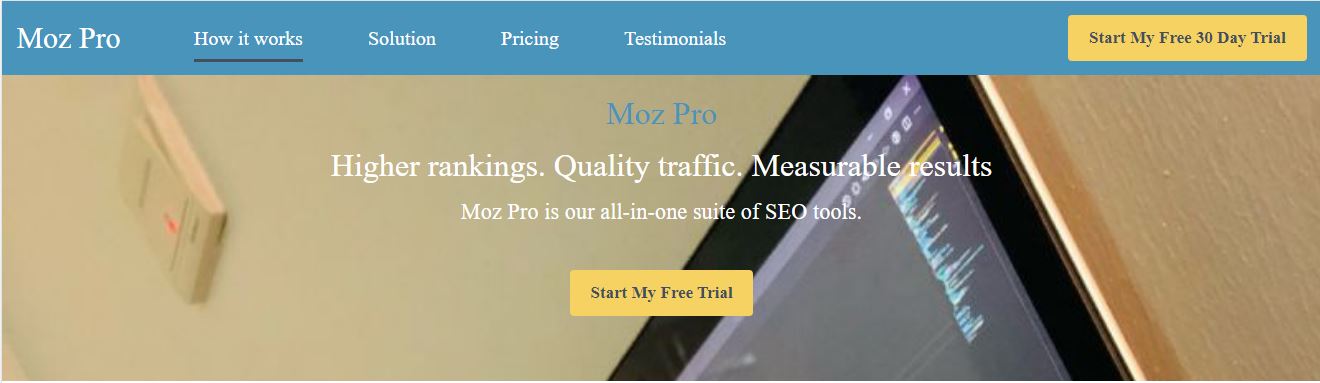 Moz Pro
How it works
Solution
Pricing
Testimonials
Start My Free 30 Day Trial
Moz Pro
Higher rankings. Quality traffic. Measurable results
Moz Pro is our all-in-one suite of SEO tools.
Start My Free Trial